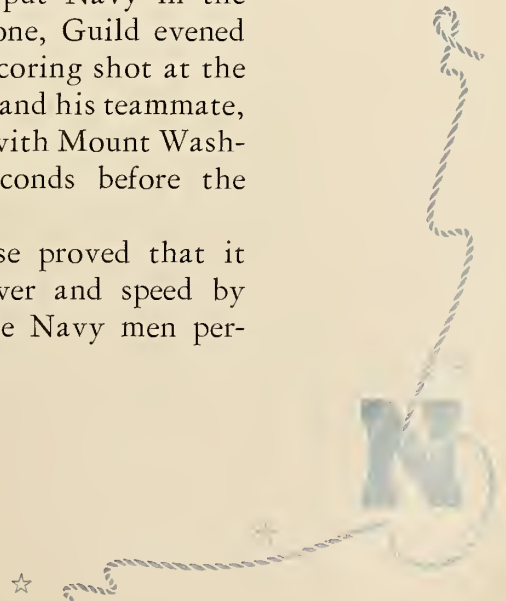 put Navy in the
one, Guild evened
coring shot at the
and his teammate,
with Mount Wash-
conds before the
se proved that it
ver and speed by
e Navy men per-
N